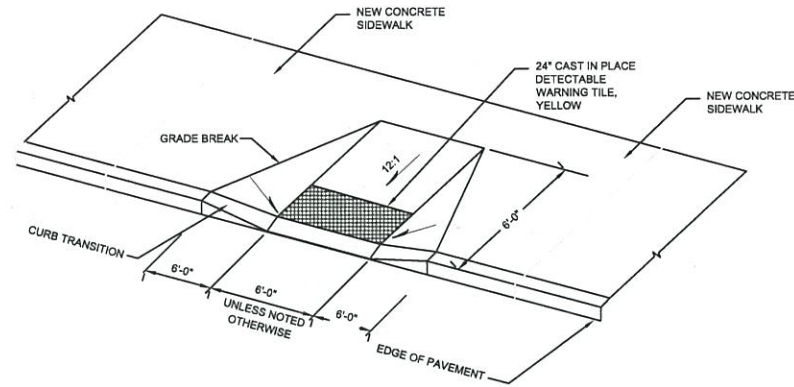 NEW CONCRETE
SIDEWALK
24" CAST IN PLACE
DETECTABLE
WARNING TILE,
YELLOW
NEW CONCRETE
SIDEWALK
GRADE BREAK
12:1
6'-0"
CURB TRANSITION
6'-0"
6'-0"
UNLESS NOTED
OTHERWISE
6'-0"
EDGE OF PAVEMENT